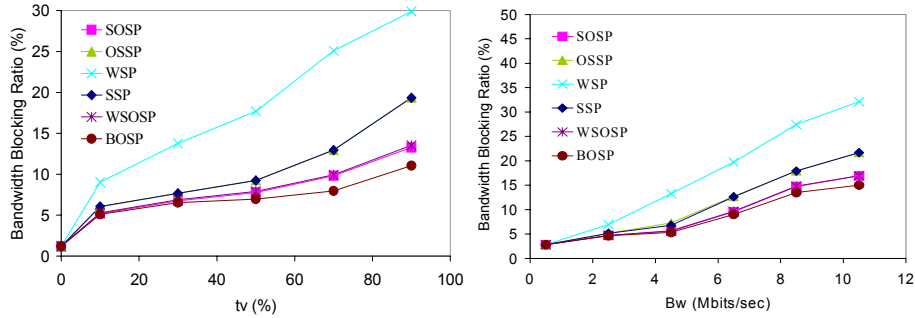 Bandwidth Blocking Ratio (%)
30
25
20
15
10
5
0
SOSP
OSSP
WSP
SSP
WSOSP
BOSP
0 20 40 60 80 100
tv (%)
Bandwidth Blocking Ratio (%)
50
45
40
35
30
25
20
15
10
5
0
SOSP
OSSP
WSP
SSP
WSOSP
BOSP
0 2 4 6 8 10 12
Bw (Mbits/sec)